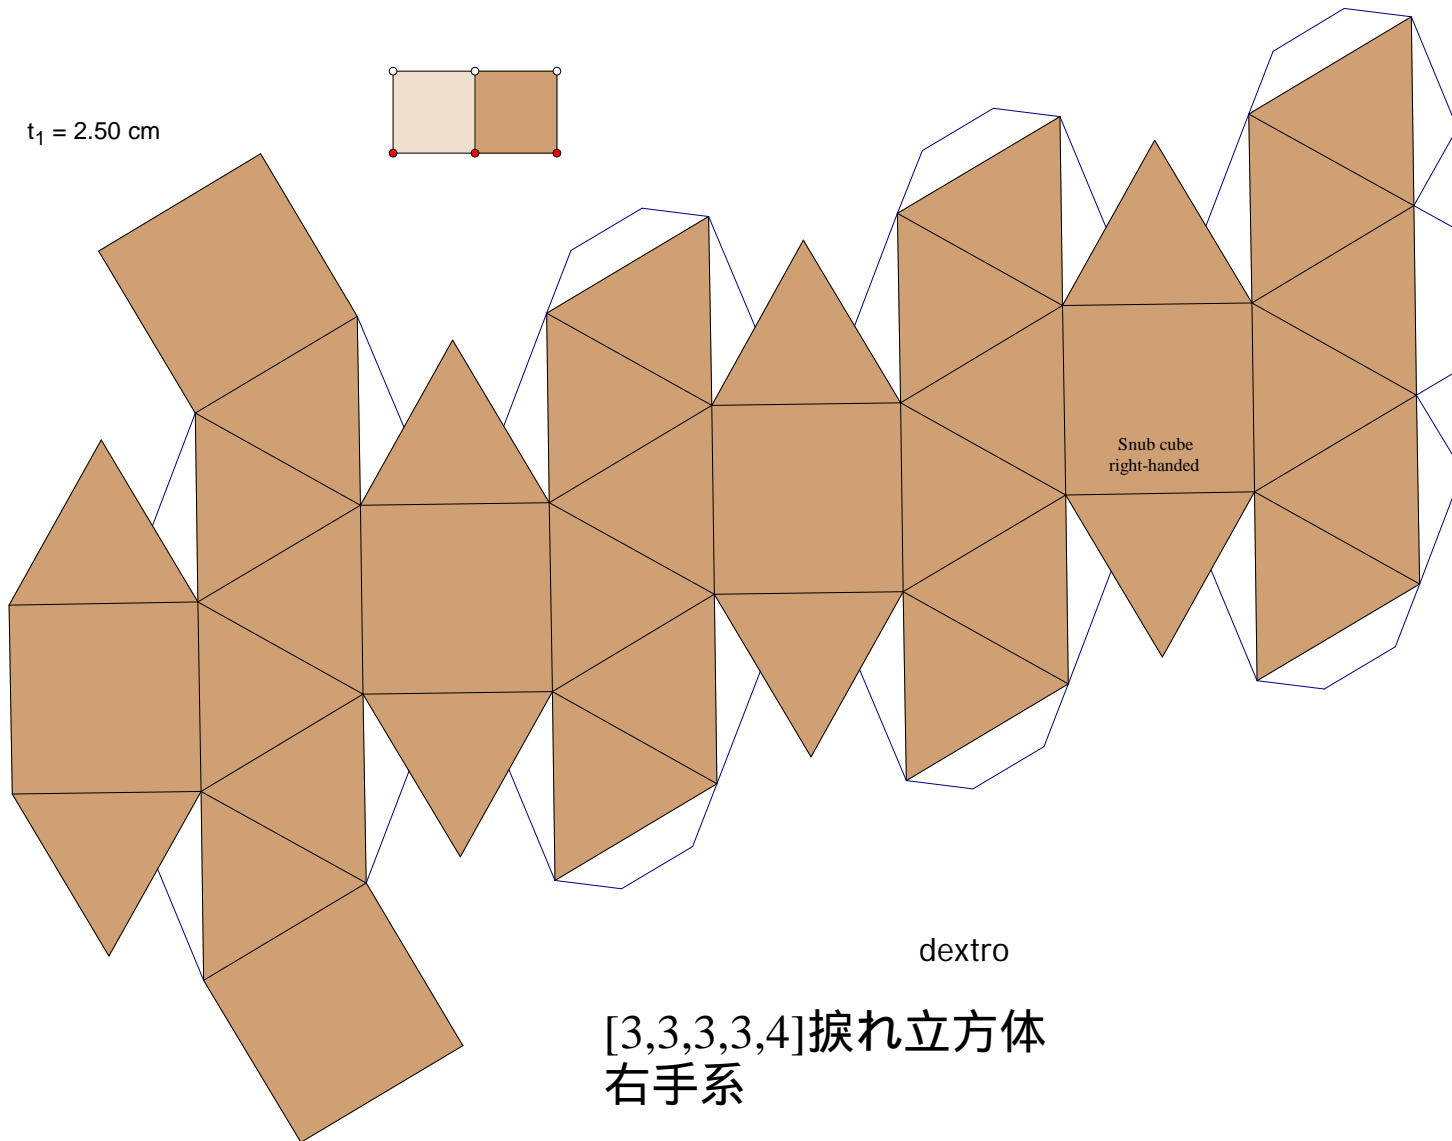 t₁ = 2.50 cm
Snub cube
right-handed
dextro
[3,3,3,3,4]捩れ立方体
右手系